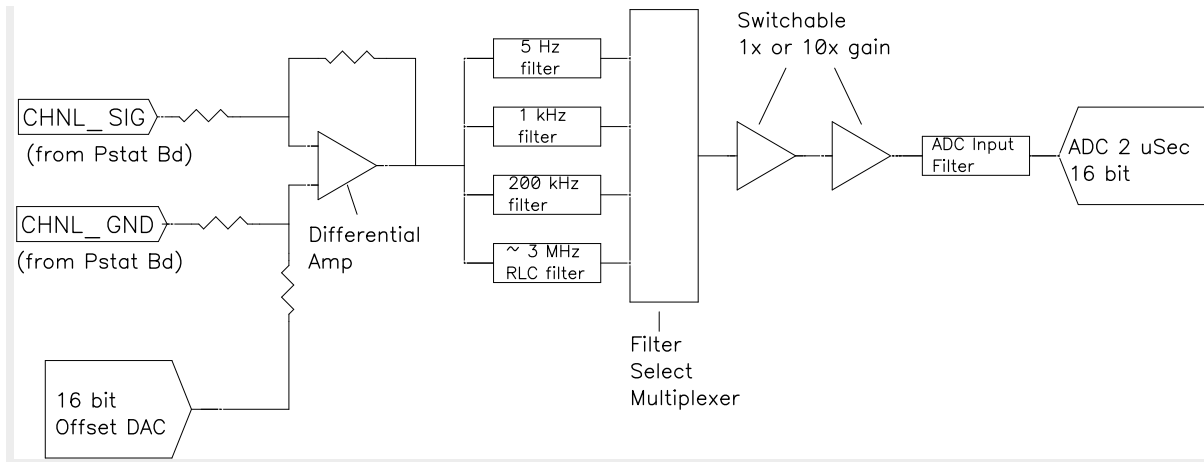 CHNL_SIG
(from Pstat Bd)
CHNL_GND
(from Pstat Bd)
16 bit
Offset DAC
Differential
Amp
5 Hz
filter
1 kHz
filter
200 kHz
filter
~ 3 MHz
RLC filter
Filter
Select
Multiplexer
Switchable
1x or 10x gain
ADC Input
Filter
ADC 2 uSec
16 bit